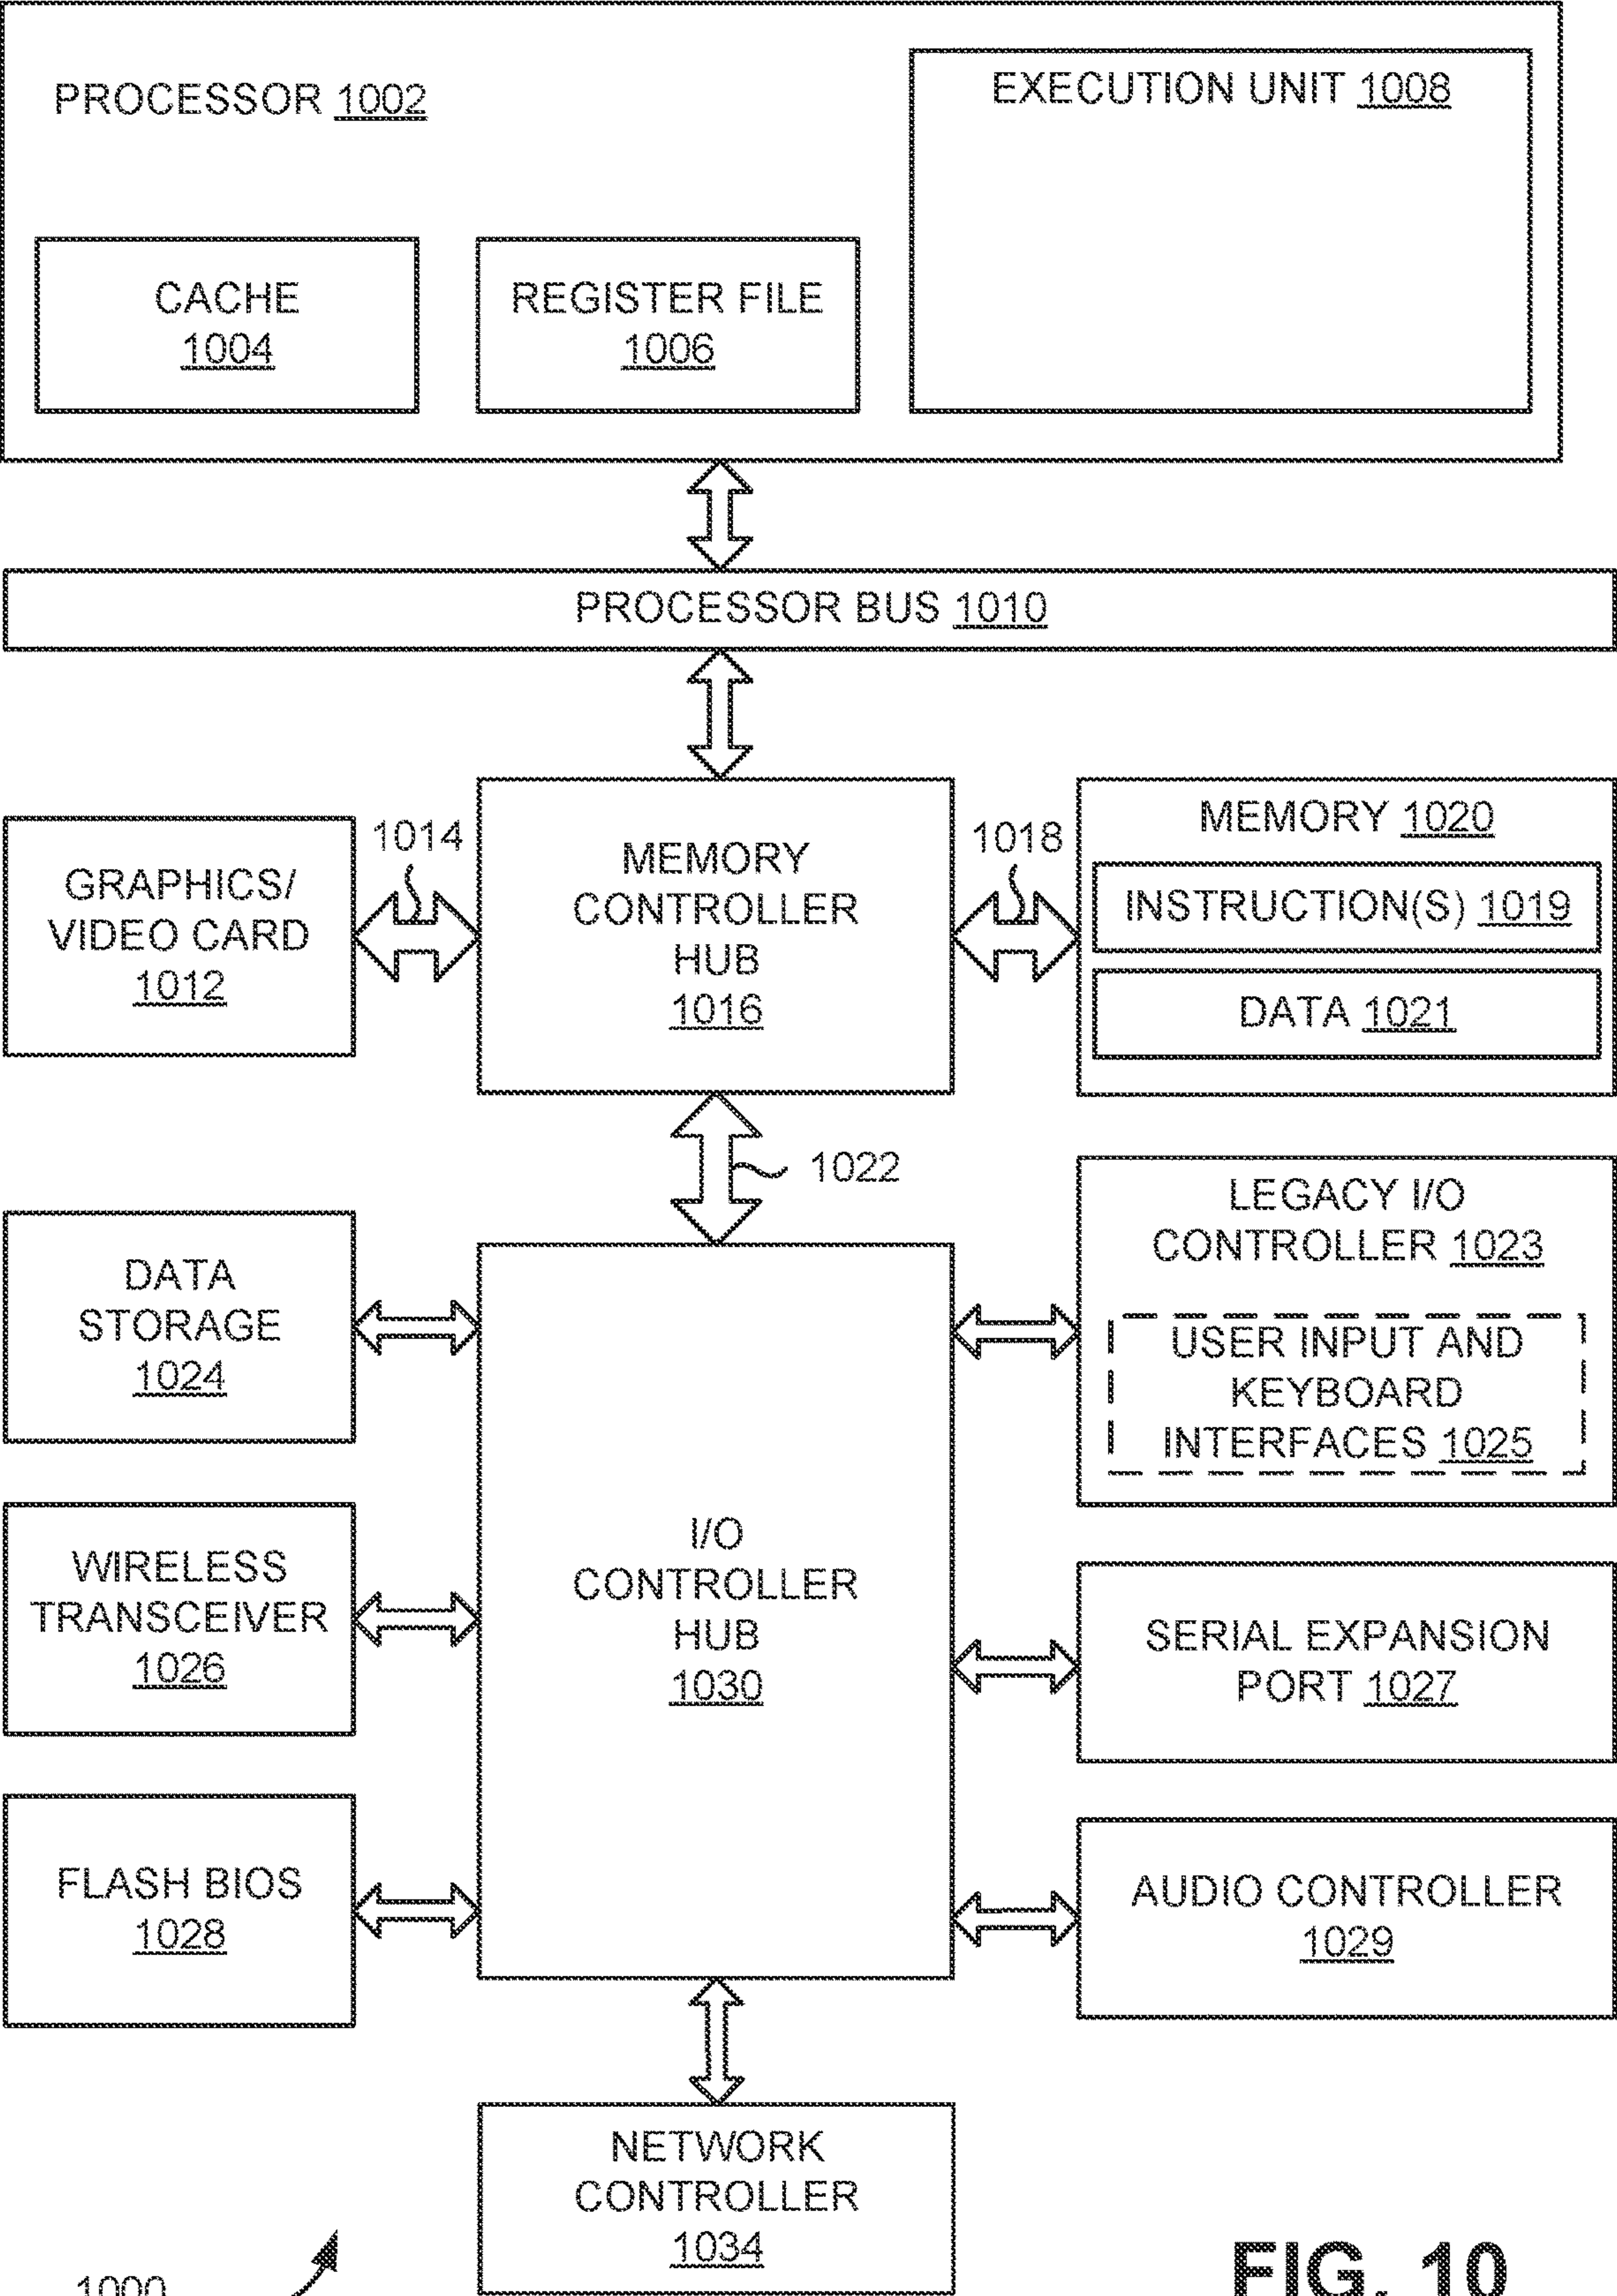 PROCESSOR 1002
EXECUTION UNIT 1008
CACHE
1004
REGISTER FILE
1006
PROCESSOR BUS 1010
GRAPHICS/
VIDEO CARD
1012
1014
MEMORY
CONTROLLER
HUB
1016
1018
MEMORY 1020
INSTRUCTION(S) 1019
DATA 1021
1022
DATA
STORAGE
1024
LEGACY I/O
CONTROLLER 1023
USER INPUT AND
KEYBOARD
INTERFACES 1025
WIRELESS
TRANSCEIVER
1026
I/O
CONTROLLER
HUB
1030
SERIAL EXPANSION
PORT 1027
FLASH BIOS
1028
AUDIO CONTROLLER
1029
NETWORK
CONTROLLER
1034
1000
FIG. 10